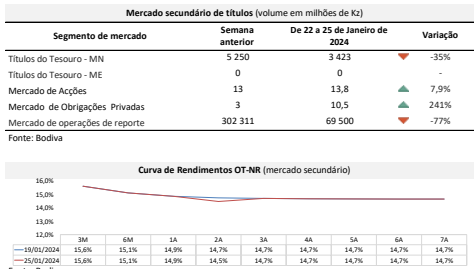 Mercado secundário de títulos (volume em milhões de Kz)
Segmento de mercado Semana anterior De 22 a 25 de Janeiro de 2024 Variação
Títulos do Tesouro - MN 5 250 3 423 -35%
Títulos do Tesouro - ME 0 0 -
Mercado de Acções 13 13,8 7,9%
Mercado de Obrigações Privadas 3 10,5 241%
Mercado de operações de reporte 302 311 69 500 -77%
Fonte: Bodiva
Curva de Rendimentos OT-NR (mercado secundário)
16,0%
15,0%
14,0%
13,0%
12,0%
3M 6M 1A 2A 3A 4A 5A 6A 7A
19/01/2024 15,6% 15,1% 14,9% 14,7% 14,7% 14,7% 14,7% 14,7% 14,7%
25/01/2024 15,6% 15,1% 14,9% 14,5% 14,7% 14,7% 14,7% 14,7% 14,7%